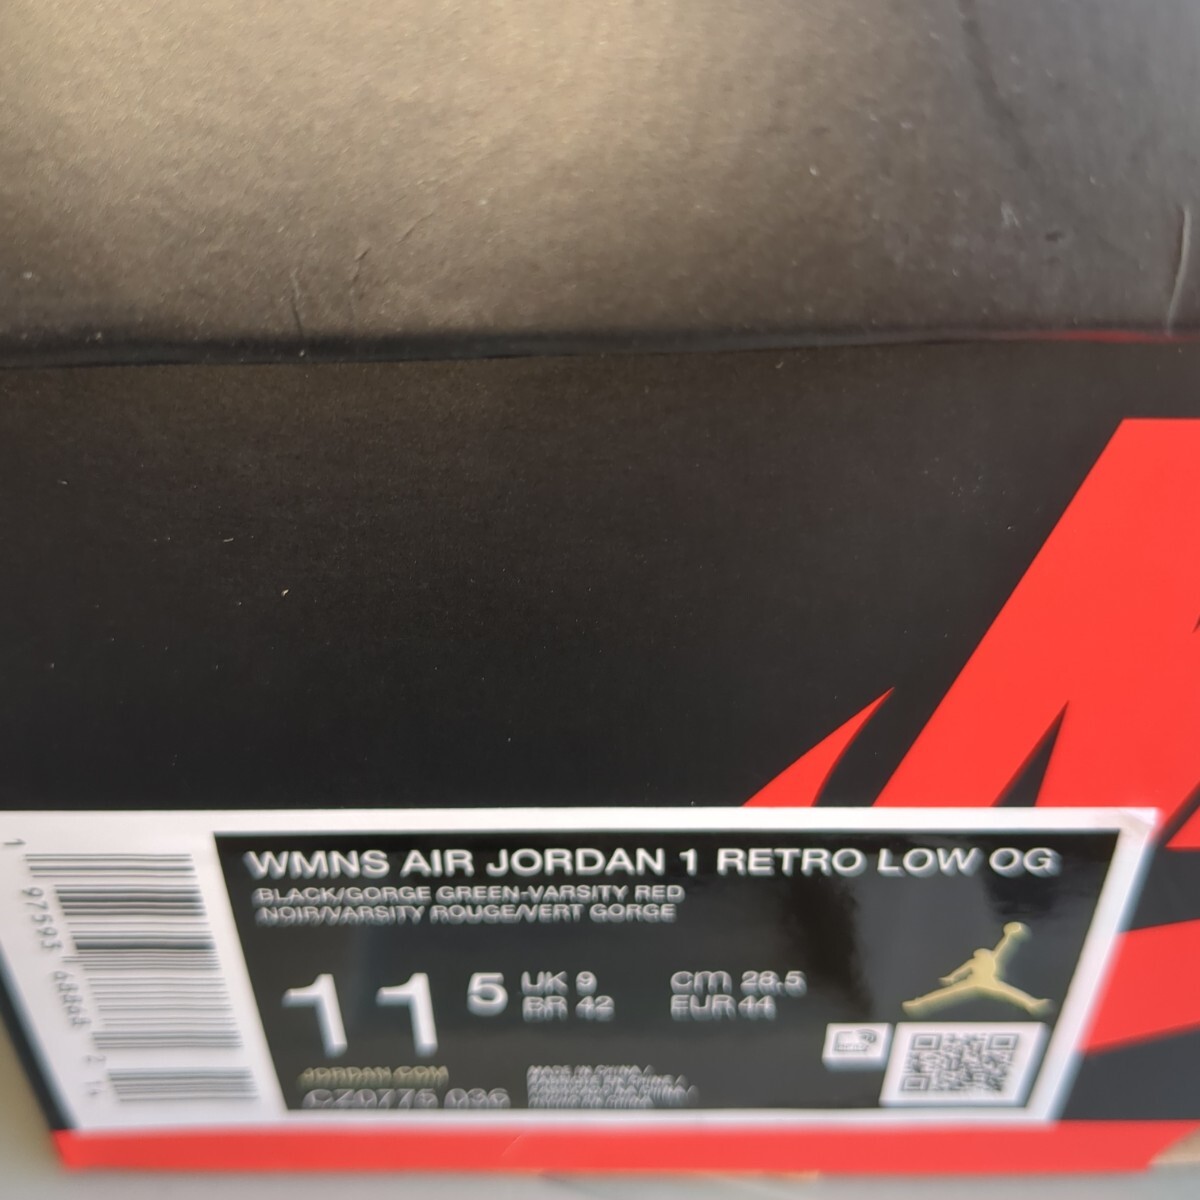 WMNS AIR JORDAN 1 RETRO LOW OG
BLACK/GORGE GREEN-VARSITY RED
NOIR/VARSITY ROUGE/VERT GORGE
11 5
UK 9
BR 42
cm 28.5
EUR 44
JORDAN.COM
CZ0775 036
MADE IN CHINA /